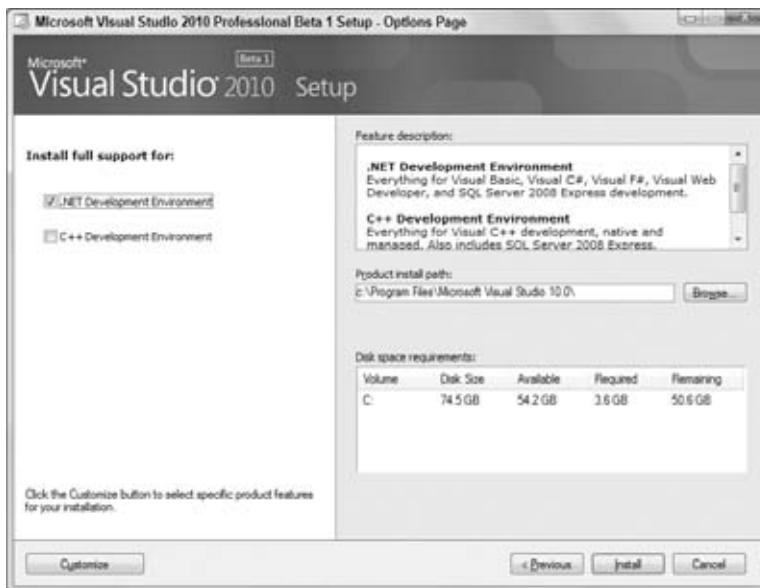 Microsoft Visual Studio 2010 Professional Beta 1 Setup - Options Page
Microsoft®
Beta 1
Visual Studio® 2010 Setup
Install full support for:
.NET Development Environment
C++ Development Environment
Click the Customize button to select specific product features
for your installation.
Feature description:
.NET Development Environment
Everything for Visual Basic, Visual C#, Visual F#, Visual Web
Developer, and SQL Server 2008 Express development.
C++ Development Environment
Everything for Visual C++ development, native and
managed. Also includes SQL Server 2008 Express.
Product install path:
c:\Program Files\Microsoft Visual Studio 10.0\
Browse...
Disk space requirements:
Volume Disk Size Available Required Remaining
C: 74.5 GB 54.2 GB 3.6 GB 50.6 GB
Customize
< Previous
Install
Cancel